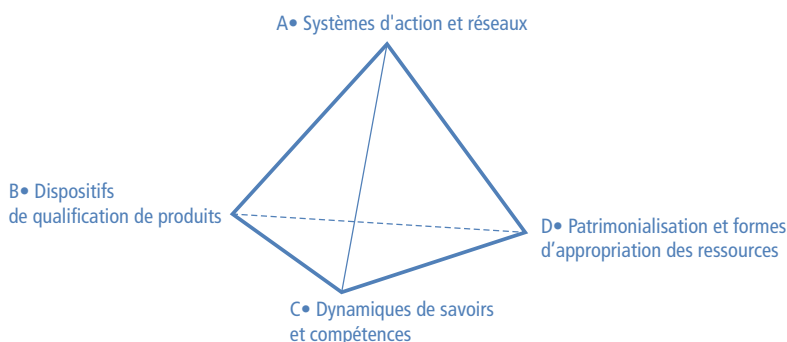 A• Systèmes d'action et réseaux
B• Dispositifs
de qualification de produits
D• Patrimonialisation et formes
d’appropriation des ressources
C• Dynamiques de savoirs
et compétences